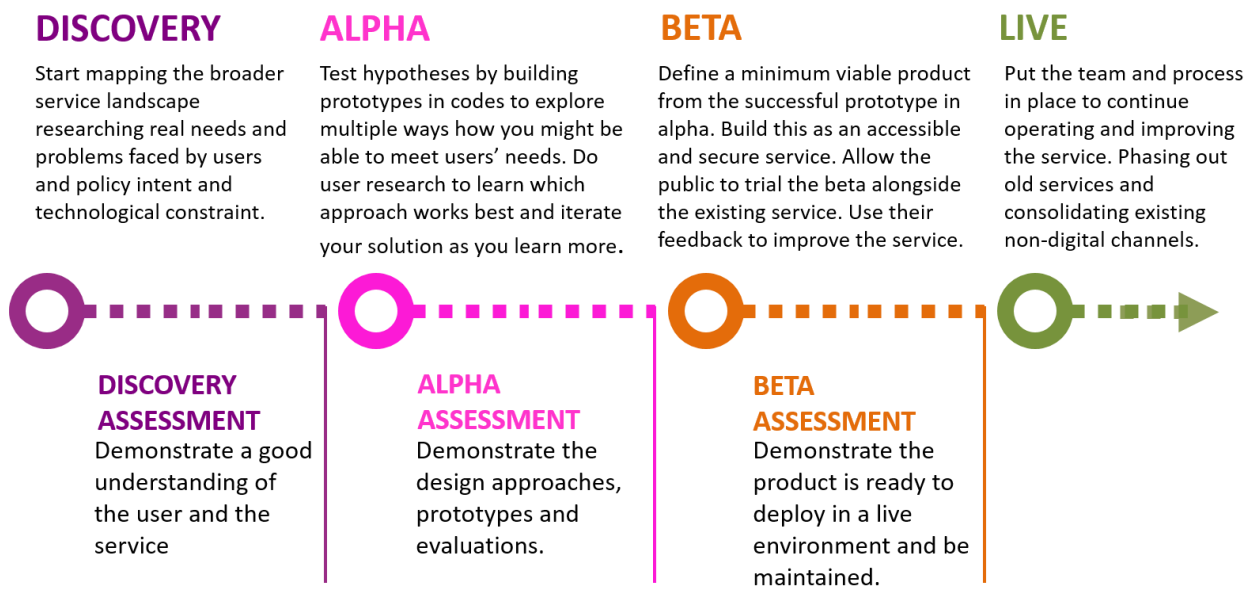 DISCOVERY
Start mapping the broader
service landscape
researching real needs and
problems faced by users
and policy intent and
technological constraint.
ALPHA
Test hypotheses by building
prototypes in codes to explore
multiple ways how you might be
able to meet users’ needs. Do
user research to learn which
approach works best and iterate
your solution as you learn more.
BETA
Define a minimum viable product
from the successful prototype in
alpha. Build this as an accessible
and secure service. Allow the
public to trial the beta alongside
the existing service. Use their
feedback to improve the service.
LIVE
Put the team and process
in place to continue
operating and improving
the service. Phasing out
old services and
consolidating existing
non-digital channels.
DISCOVERY
ASSESSMENT
Demonstrate a good
understanding of
the user and the
service
ALPHA
ASSESSMENT
Demonstrate the
design approaches,
prototypes and
evaluations.
BETA
ASSESSMENT
Demonstrate the
product is ready to
deploy in a live
environment and be
maintained.